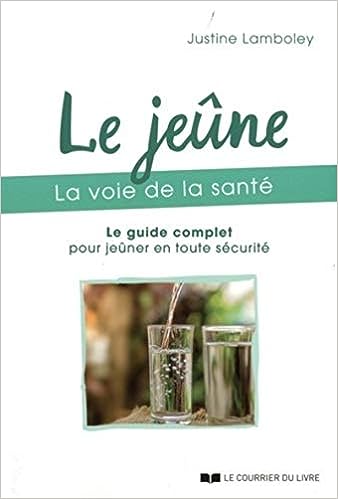 Justine Lamboley
Le jeûne
La voie de la santé
Le guide complet
pour jeûner en toute sécurité
LE COURRIER DU LIVRE